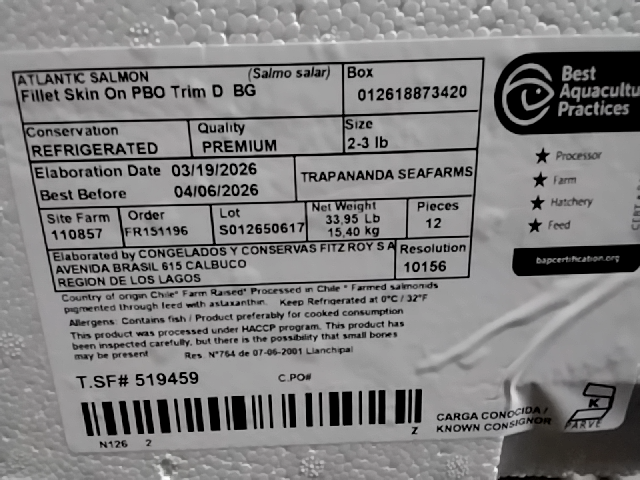 ATLANTIC SALMON (Salmo salar)
Fillet Skin On PBO Trim D BG
Box
012618873420
Conservation
REFRIGERATED
Quality
PREMIUM
Size
2-3 lb
Elaboration Date 03/19/2026
Best Before 04/06/2026
TRAPANANDA SEAFARMS
Site Farm
110857
Order
FR151196
Lot
S012650617
Net Weight
33,95 Lb
15,40 kg
Pieces
12
Elaborated by CONGELADOS Y CONSERVAS FITZ ROY S A
AVENIDA BRASIL 615 CALBUCO
REGION DE LOS LAGOS
Resolution
10156
Country of origin Chile* Farm Raised* Processed in Chile * Farmed salmonids
pigmented through feed with astaxanthin. Keep Refrigerated at 0°C / 32°F
Allergens: Contains fish / Product preferably for cooked consumption
This product was processed under HACCP program. This product has
been inspected carefully, but there is the possibility that small bones
may be present Res. N°764 de 07-06-2001 Llanchipal
T.SF# 519459
C.PO#
N126 2
Z
CARGA CONOCIDA /
KNOWN CONSIGNOR
K
PARVE
Best
Aquacultu
Practices
Processor
Farm
Hatchery
Feed
bapcertification.org